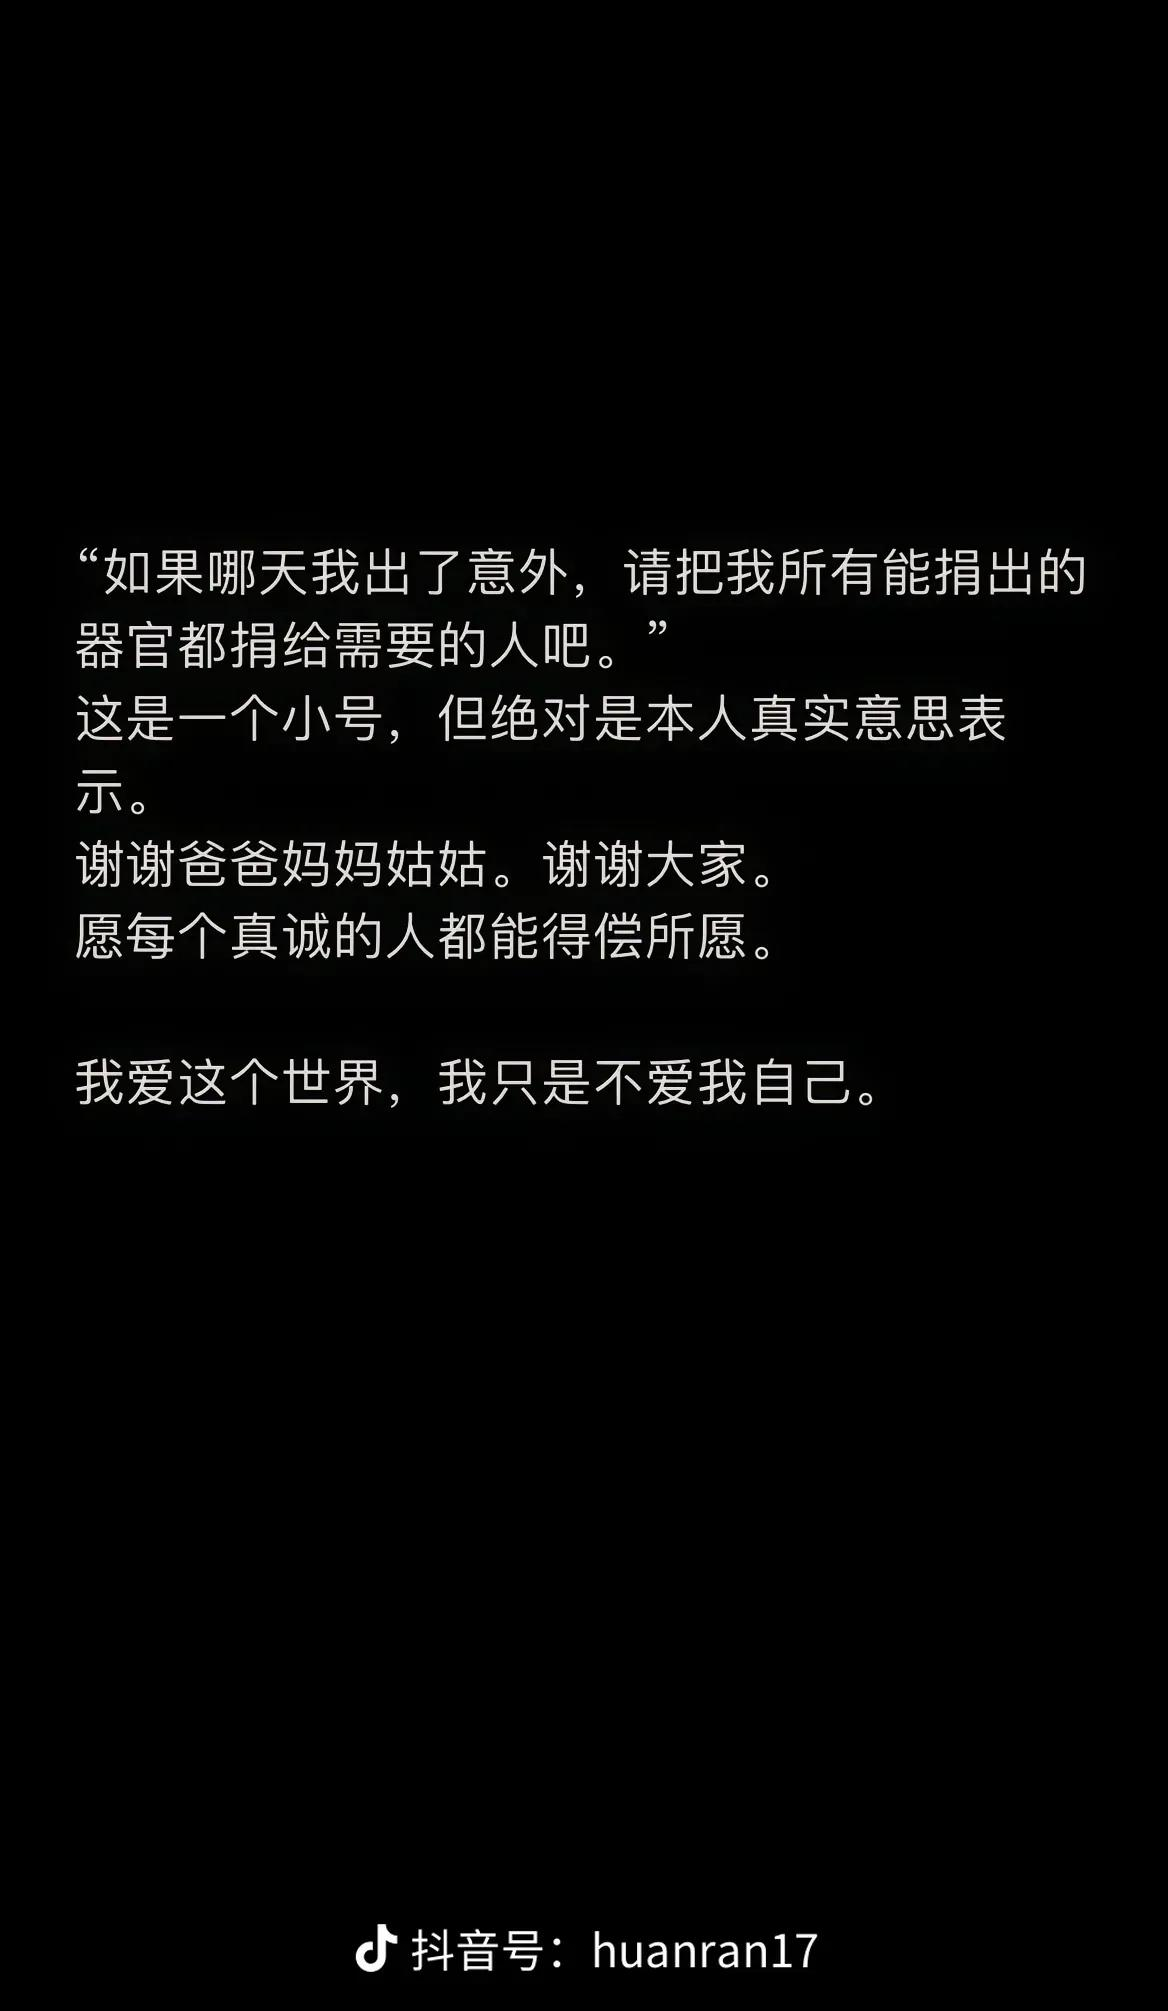 “如果哪天我出了意外，请把我所有能捐出的
器官都捐给需要的人吧。”
这是一个小号，但绝对是本人真实意思表
示。
谢谢爸爸妈妈姑姑。谢谢大家。
愿每个真诚的人都能得偿所愿。
我爱这个世界，我只是不爱我自己。
抖音号：huanran17